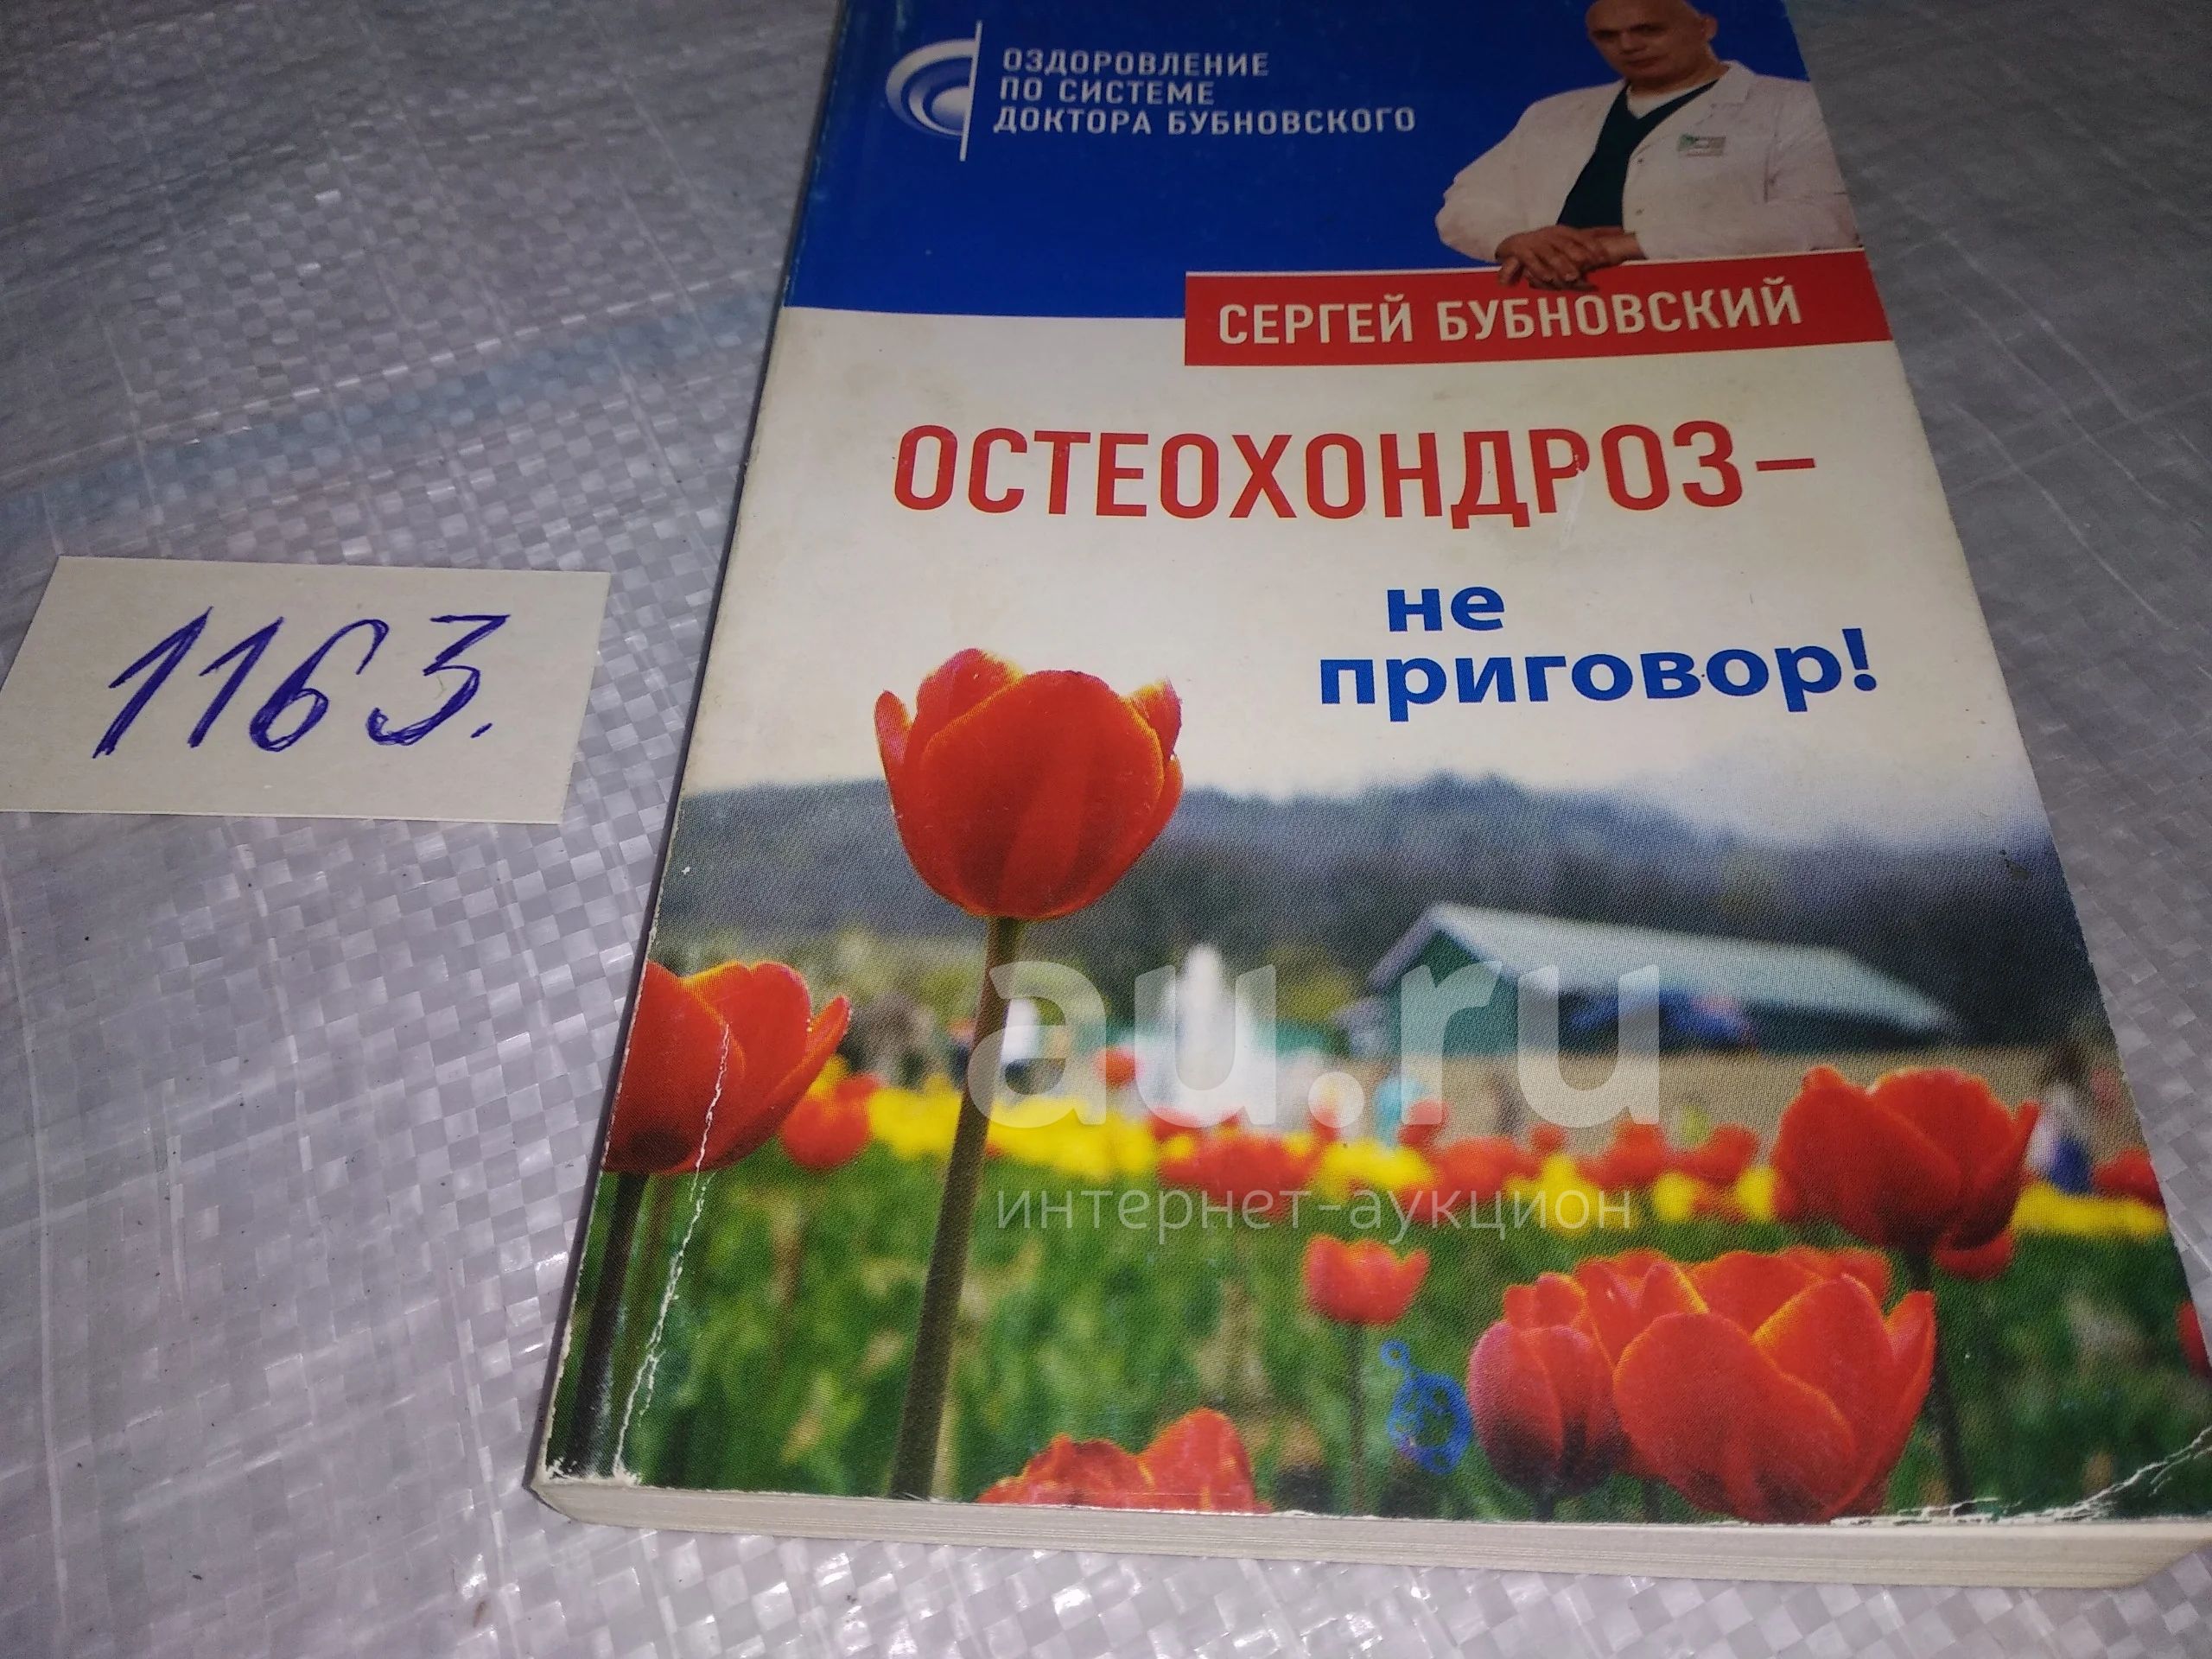 ОЗДОРОВЛЕНИЕ
ПО СИСТЕМЕ
ДОКТОРА БУБНОВСКОГО
СЕРГЕЙ БУБНОВСКИЙ
ОСТЕОХОНДРОЗ–
не
приговор!
1163.
au.ru
интернет-аукцион